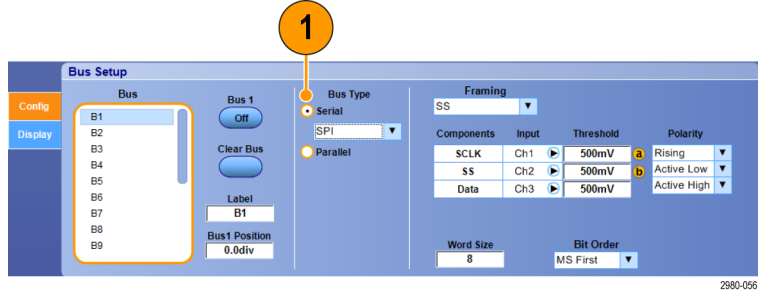 1
Bus Setup
Config
Display
Bus
B1
B2
B3
B4
B5
B6
B7
B8
B9
Bus 1
Off
Clear Bus
Label
B1
Bus1 Position
0.0div
Bus Type
Serial
SPI
Parallel
Framing
SS
Components Input Threshold Polarity
SCLK Ch1 500mV a Rising
SS Ch2 500mV b Active Low
Data Ch3 500mV Active High
Word Size
8
Bit Order
MS First
2980-056